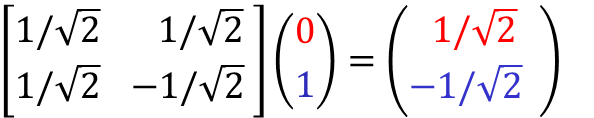 [1/√2 1/√2] (0) = (1/√2)
[1/√2 −1/√2] (1) (−1/√2)